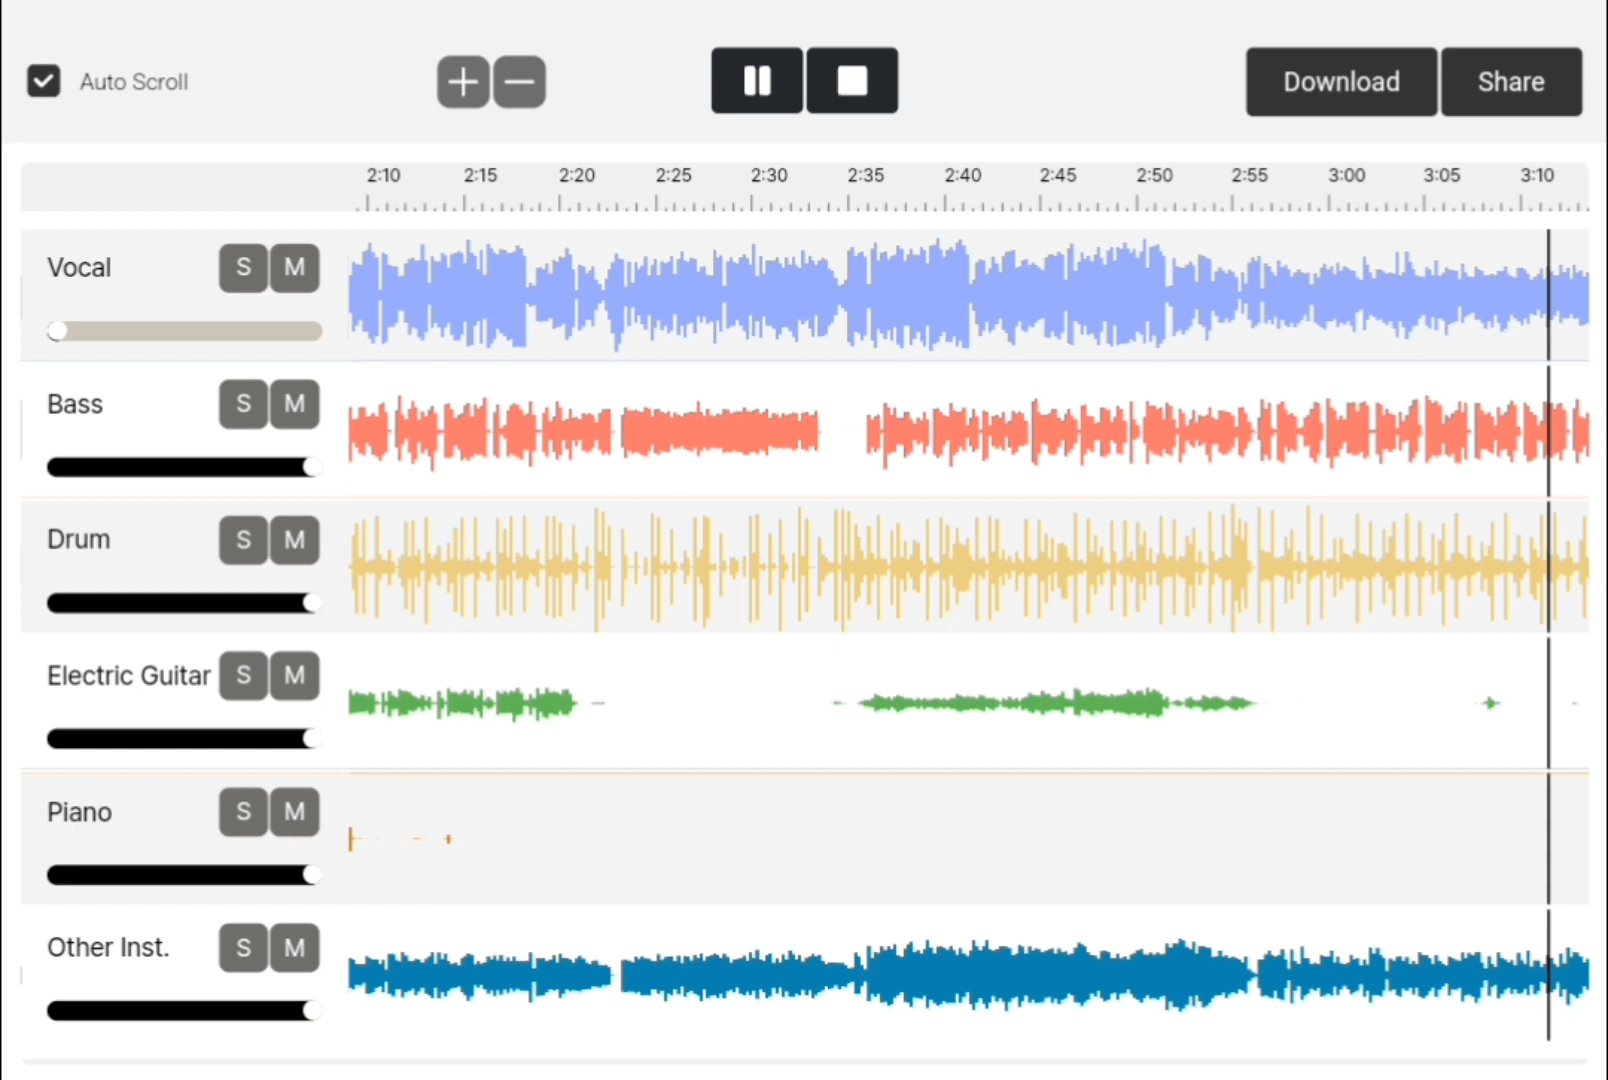 Auto Scroll
Download Share
2:10 2:15 2:20 2:25 2:30 2:35 2:40 2:45 2:50 2:55 3:00 3:05 3:10
Vocal S M
Bass S M
Drum S M
Electric Guitar S M
Piano S M
Other Inst. S M